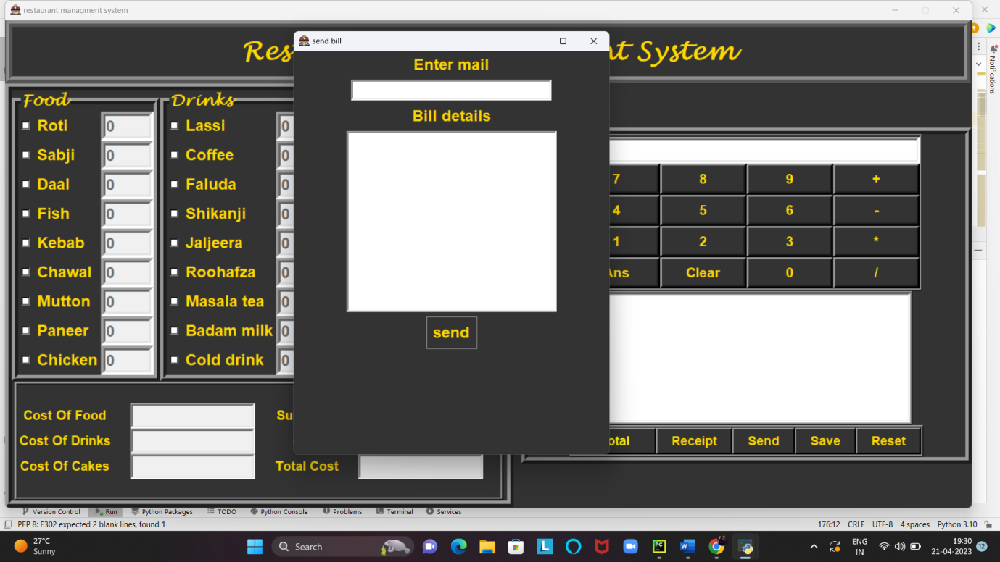 restaurant managment system
Res
nt System
send bill
Enter mail
Bill details
send
Notifications
Food
Roti 0
Sabji 0
Daal 0
Fish 0
Kebab 0
Chawal 0
Mutton 0
Paneer 0
Chicken 0
Drinks
Lassi 0
Coffee 0
Faluda 0
Shikanji 0
Jaljeera 0
Roohafza 0
Masala tea 0
Badam milk 0
Cold drink 0
7 8 9 +
4 5 6 -
1 2 3 *
Ans Clear 0 /
Cost Of Food
Su
Cost Of Drinks
Cost Of Cakes
Total Cost
otal Receipt Send Save Reset
Version Control Run Python Packages TODO Python Console Problems Terminal Services
PEP 8: E302 expected 2 blank lines, found 1
176:12 CRLF UTF-8 4 spaces Python 3.10
27°C
Sunny
Search
L
PC
W
ENG
IN
19:30
21-04-2023
12